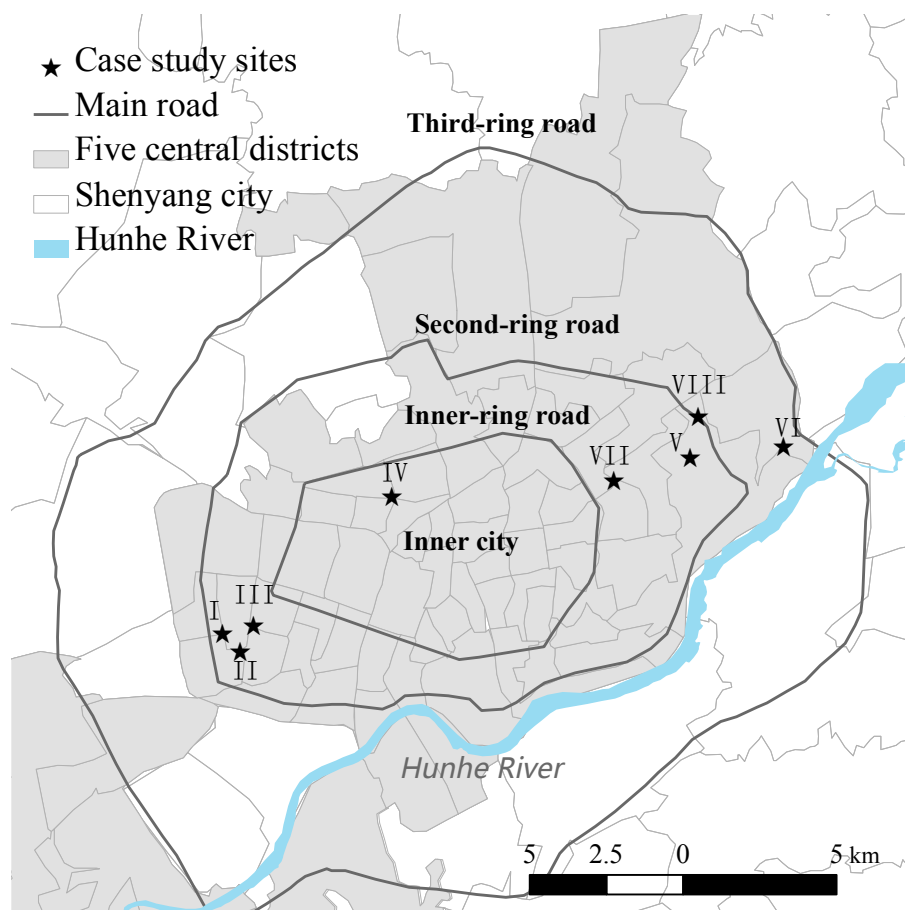 Case study sites
Main road
Five central districts
Shenyang city
Hunhe River
Third-ring road
Second-ring road
Inner-ring road
VIII
VI
V
VII
IV
Inner city
III
I
II
Hunhe River
5 2.5 0 5 km